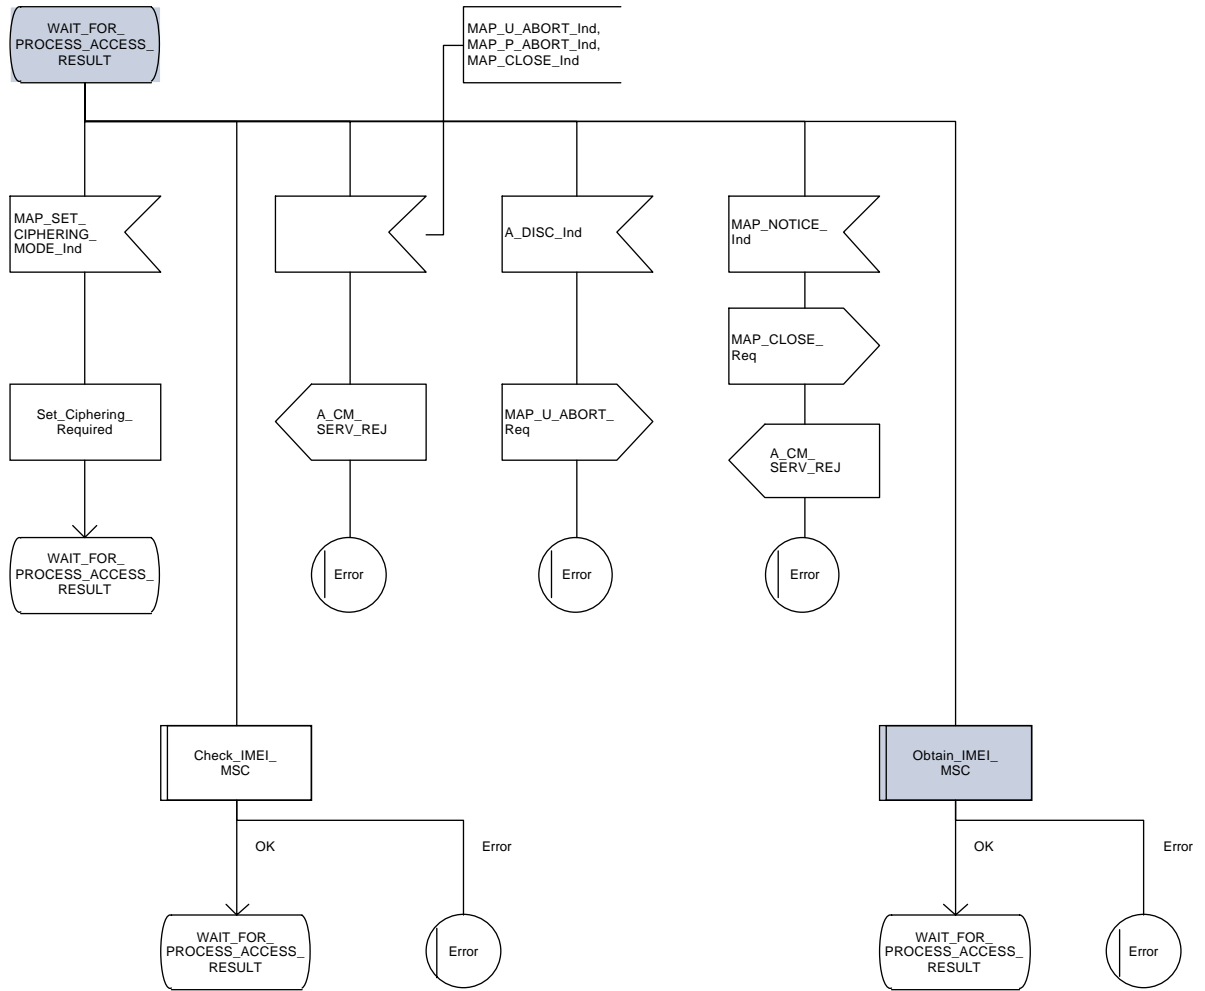 WAIT_FOR_
PROCESS_ACCESS_
RESULT
MAP_U_ABORT_Ind,
MAP_P_ABORT_Ind,
MAP_CLOSE_Ind
MAP_SET_
CIPHERING_
MODE_Ind
A_DISC_Ind
MAP_NOTICE_
Ind
MAP_CLOSE_
Req
Set_Ciphering_
Required
A_CM_
SERV_REJ
MAP_U_ABORT_
Req
A_CM_
SERV_REJ
WAIT_FOR_
PROCESS_ACCESS_
RESULT
Error
Error
Error
Check_IMEI_
MSC
Obtain_IMEI_
MSC
OK
Error
OK
Error
WAIT_FOR_
PROCESS_ACCESS_
RESULT
Error
WAIT_FOR_
PROCESS_ACCESS_
RESULT
Error